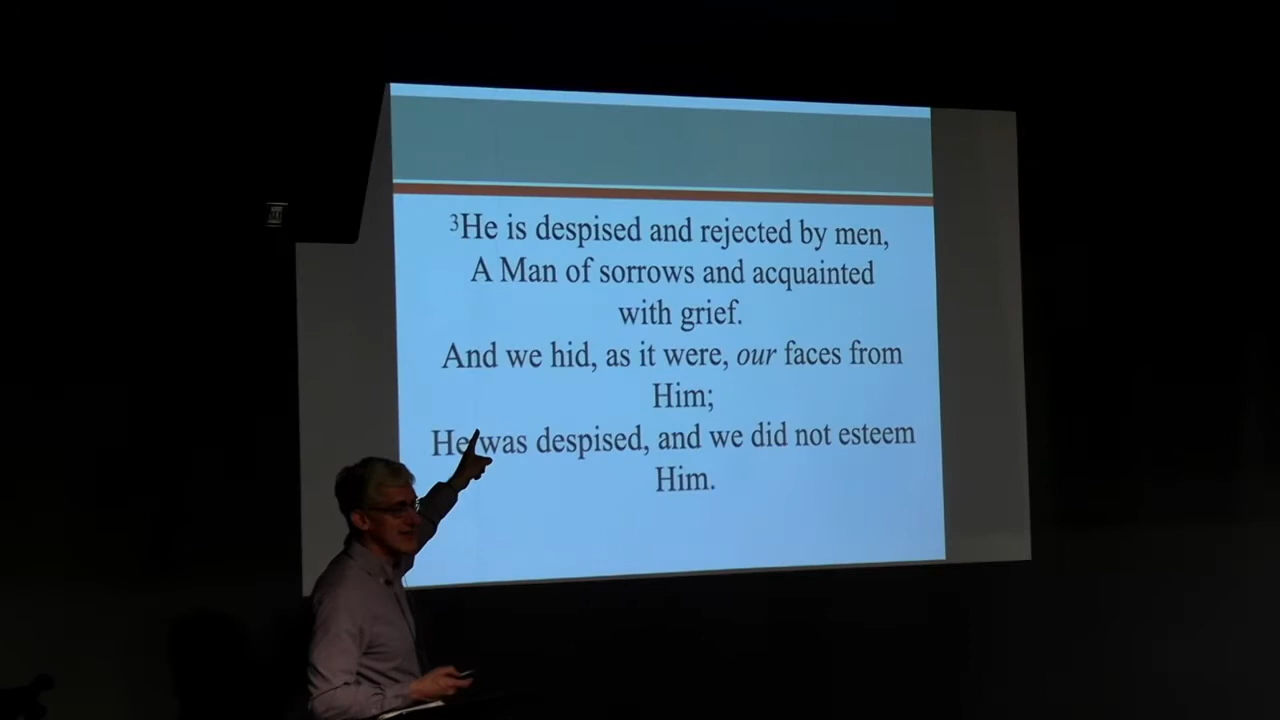 ³He is despised and rejected by men,
A Man of sorrows and acquainted
with grief.
And we hid, as it were, our faces from
Him;
He was despised, and we did not esteem
Him.